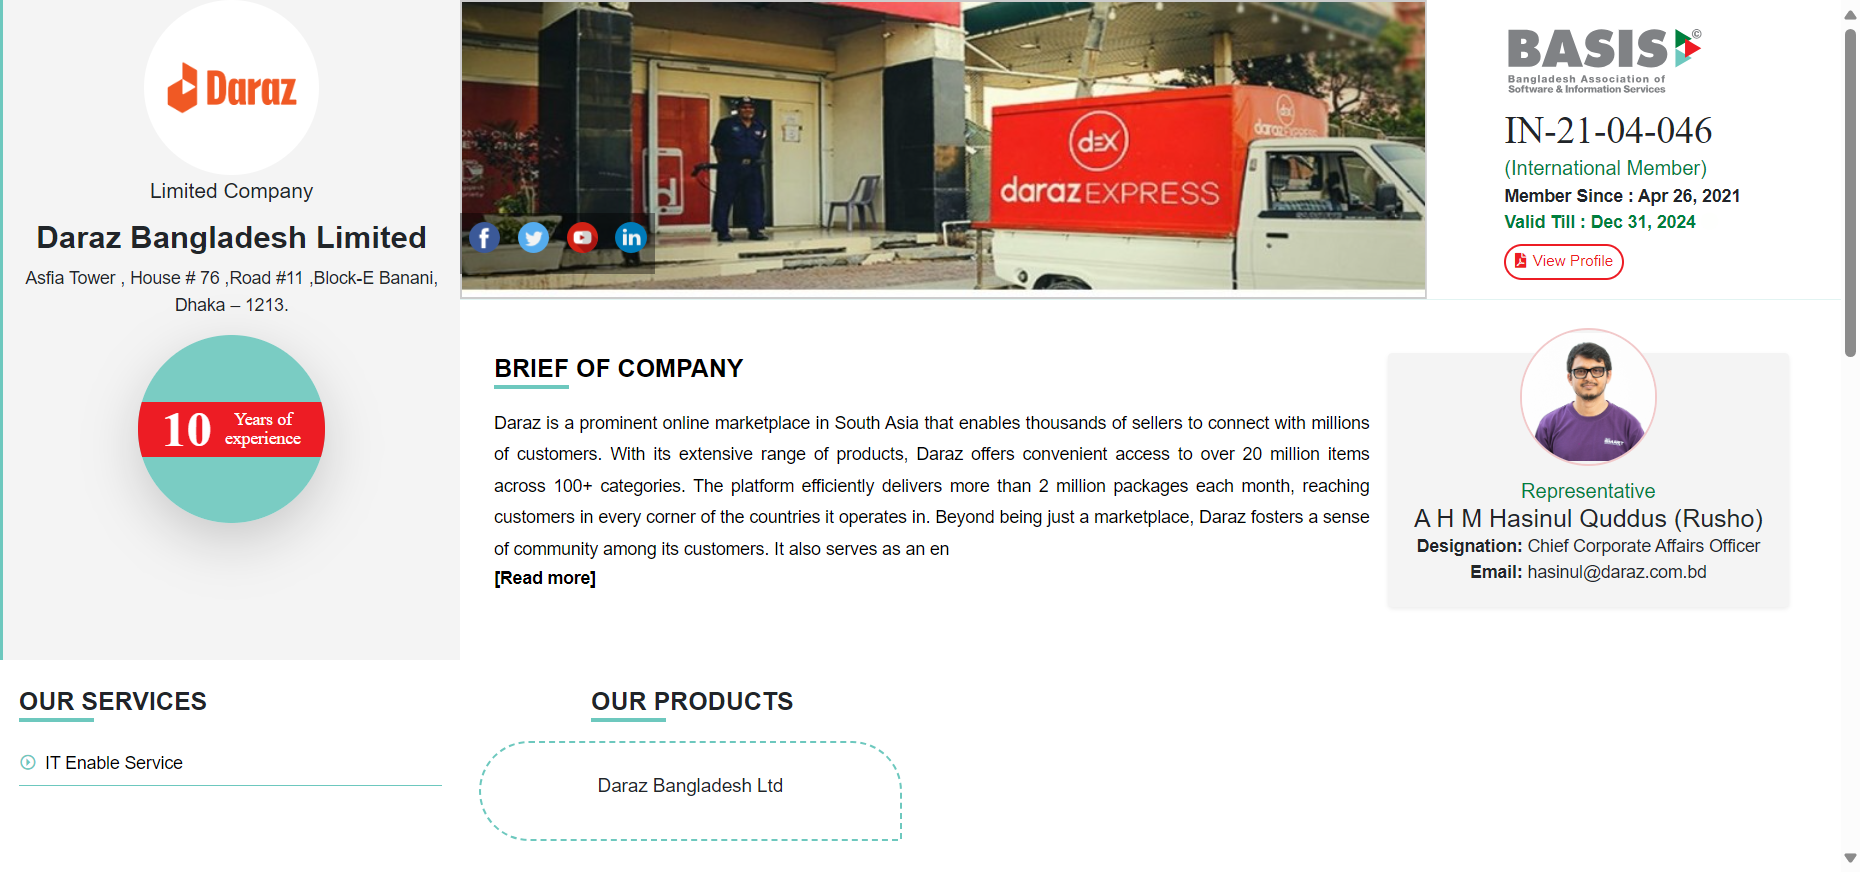 Daraz
Limited Company
Daraz Bangladesh Limited
Asfia Tower , House # 76 ,Road #11 ,Block-E Banani,
Dhaka – 1213.
10 Years of
experience
dex
daraz EXPRESS
daraz EXPRESS
BASIS ©
Bangladesh Association of
Software & Information Services
IN-21-04-046
(International Member)
Member Since : Apr 26, 2021
Valid Till : Dec 31, 2024
View Profile
BRIEF OF COMPANY
Daraz is a prominent online marketplace in South Asia that enables thousands of sellers to connect with millions
of customers. With its extensive range of products, Daraz offers convenient access to over 20 million items
across 100+ categories. The platform efficiently delivers more than 2 million packages each month, reaching
customers in every corner of the countries it operates in. Beyond being just a marketplace, Daraz fosters a sense
of community among its customers. It also serves as an en
[Read more]
Representative
A H M Hasinul Quddus (Rusho)
Designation: Chief Corporate Affairs Officer
Email: hasinul@daraz.com.bd
OUR SERVICES
IT Enable Service
OUR PRODUCTS
Daraz Bangladesh Ltd